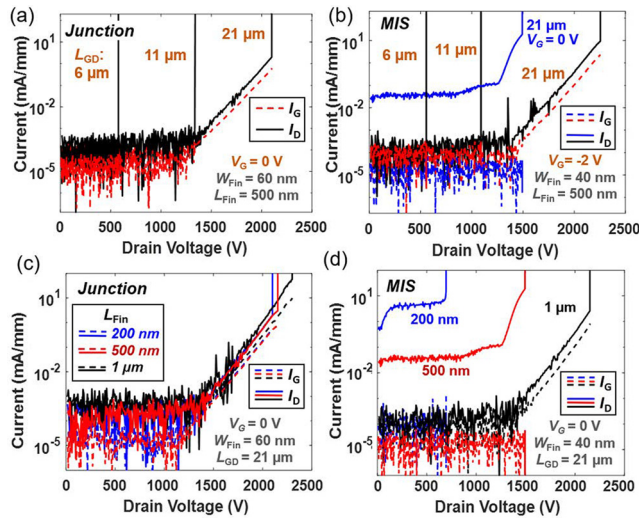 (a)
Junction
L_GD:
6 µm
11 µm
21 µm
I_G
I_D
V_G = 0 V
W_Fin = 60 nm
L_Fin = 500 nm
Current (mA/mm)
10^1
10^-2
10^-5
0 500 1000 1500 2000 2500
Drain Voltage (V)
(b)
MIS
21 µm
V_G= 0 V
6 µm
11 µm
21 µm
I_G
I_D
V_G = -2 V
W_Fin = 40 nm
L_Fin = 500 nm
Current (mA/mm)
10^1
10^-2
10^-5
0 500 1000 1500 2000 2500
Drain Voltage (V)
(c)
Junction
L_Fin
200 nm
500 nm
1 µm
I_G
I_D
V_G = 0 V
W_Fin = 60 nm
L_GD = 21 µm
Current (mA/mm)
10^1
10^-2
10^-5
0 500 1000 1500 2000 2500
Drain Voltage (V)
(d)
MIS
200 nm
500 nm
1 µm
I_G
I_D
V_G = 0 V
W_Fin = 40 nm
L_GD = 21 µm
Current (mA/mm)
10^1
10^-2
10^-5
0 500 1000 1500 2000 2500
Drain Voltage (V)